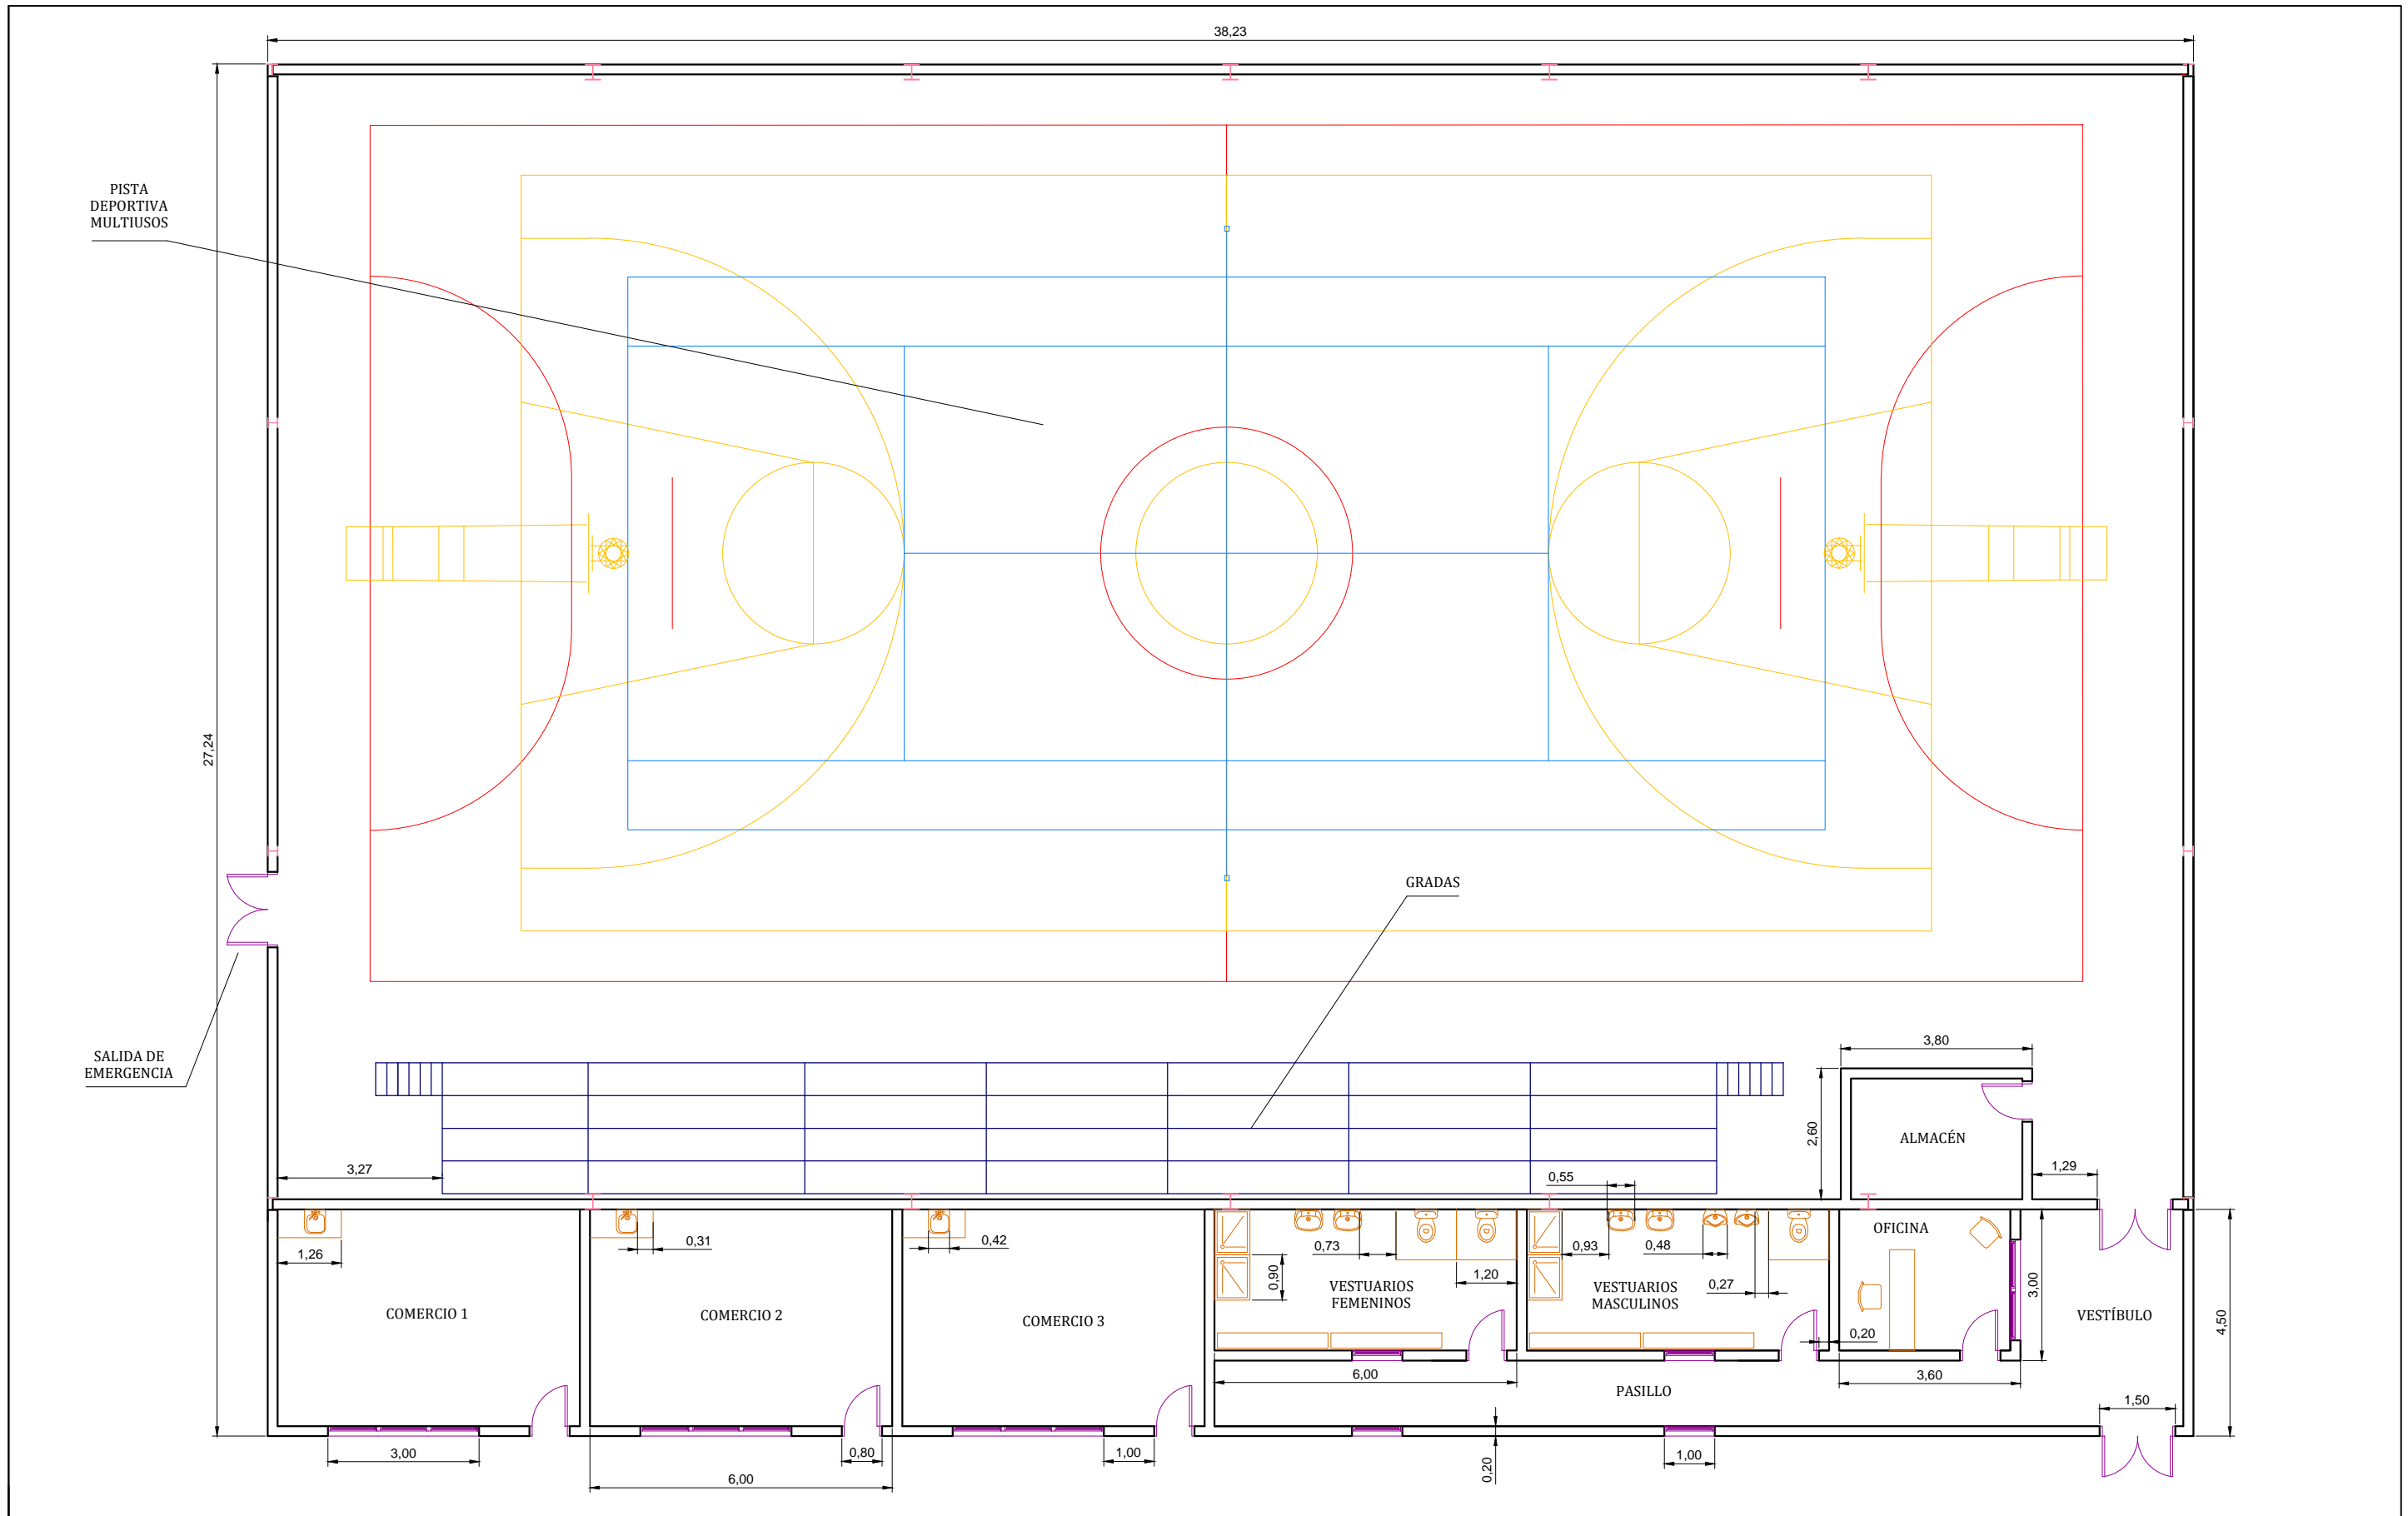 38,23
PISTA
DEPORTIVA
MULTIUSOS
27,24
GRADAS
SALIDA DE
EMERGENCIA
3,80
2,60
ALMACÉN
3,27
0,55
1,29
OFICINA
1,26
0,31
0,42
0,73
0,93
0,48
0,90
1,20
0,27
3,00
VESTUARIOS
FEMENINOS
VESTUARIOS
MASCULINOS
COMERCIO 1
COMERCIO 2
COMERCIO 3
VESTÍBULO
4,50
0,20
6,00
3,60
PASILLO
1,50
3,00
0,80
1,00
1,00
0,20
6,00